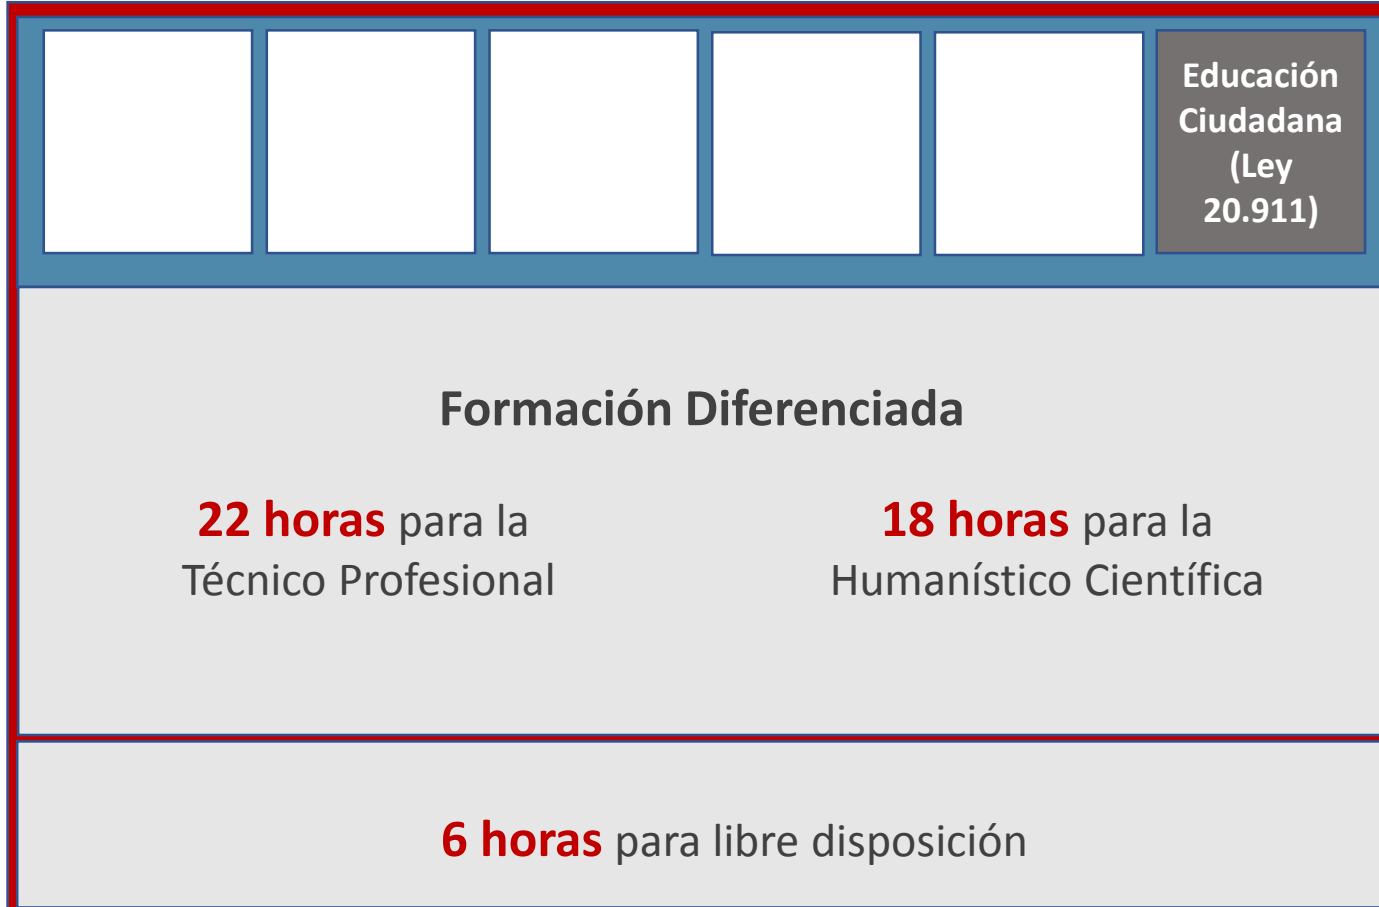 Educación
Ciudadana
(Ley
20.911)
Formación Diferenciada
22 horas para la
Técnico Profesional
18 horas para la
Humanístico Científica
6 horas para libre disposición